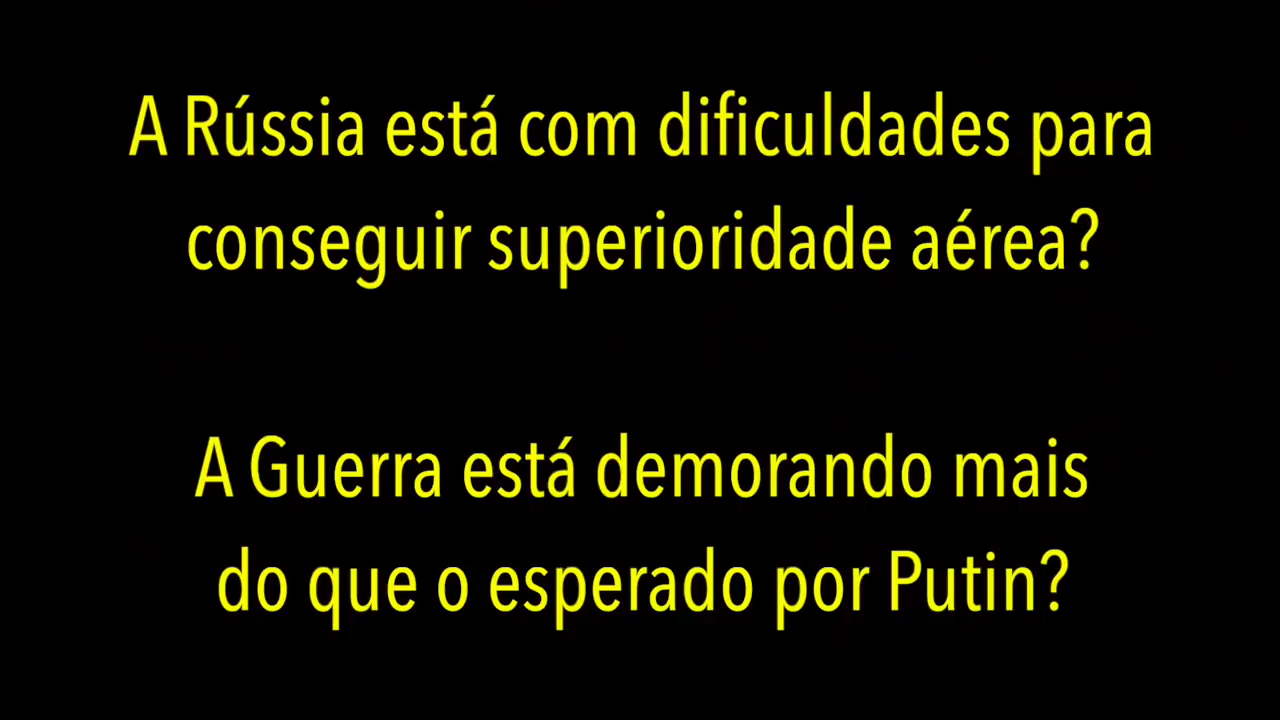 A Rússia está com dificuldades para
conseguir superioridade aérea?
A Guerra está demorando mais
do que o esperado por Putin?